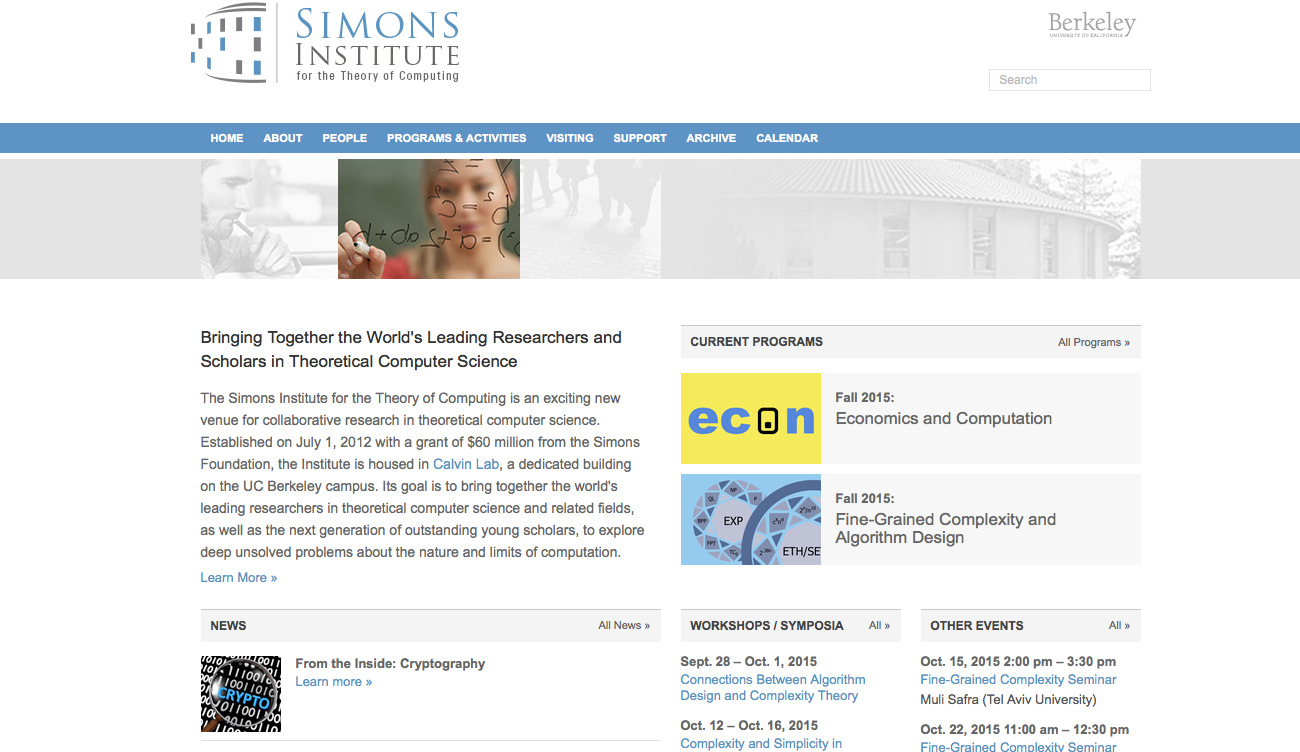 SIMONS
INSTITUTE
for the Theory of Computing
Berkeley
UNIVERSITY OF CALIFORNIA
Search
HOME ABOUT PEOPLE PROGRAMS & ACTIVITIES VISITING SUPPORT ARCHIVE CALENDAR
Bringing Together the World's Leading Researchers and
Scholars in Theoretical Computer Science
The Simons Institute for the Theory of Computing is an exciting new
venue for collaborative research in theoretical computer science.
Established on July 1, 2012 with a grant of $60 million from the Simons
Foundation, the Institute is housed in Calvin Lab, a dedicated building
on the UC Berkeley campus. Its goal is to bring together the world's
leading researchers in theoretical computer science and related fields,
as well as the next generation of outstanding young scholars, to explore
deep unsolved problems about the nature and limits of computation.
Learn More »
CURRENT PROGRAMS All Programs »
econ
Fall 2015:
Economics and Computation
NP
QL
P
BPP
EXP
FPT
ETH/SE
Fall 2015:
Fine-Grained Complexity and
Algorithm Design
NEWS All News »
CRYPTO
From the Inside: Cryptography
Learn more »
WORKSHOPS / SYMPOSIA All »
Sept. 28 – Oct. 1, 2015
Connections Between Algorithm
Design and Complexity Theory
Oct. 12 – Oct. 16, 2015
Complexity and Simplicity in
OTHER EVENTS All »
Oct. 15, 2015 2:00 pm – 3:30 pm
Fine-Grained Complexity Seminar
Muli Safra (Tel Aviv University)
Oct. 22, 2015 11:00 am – 12:30 pm
Fine-Grained Complexity Seminar